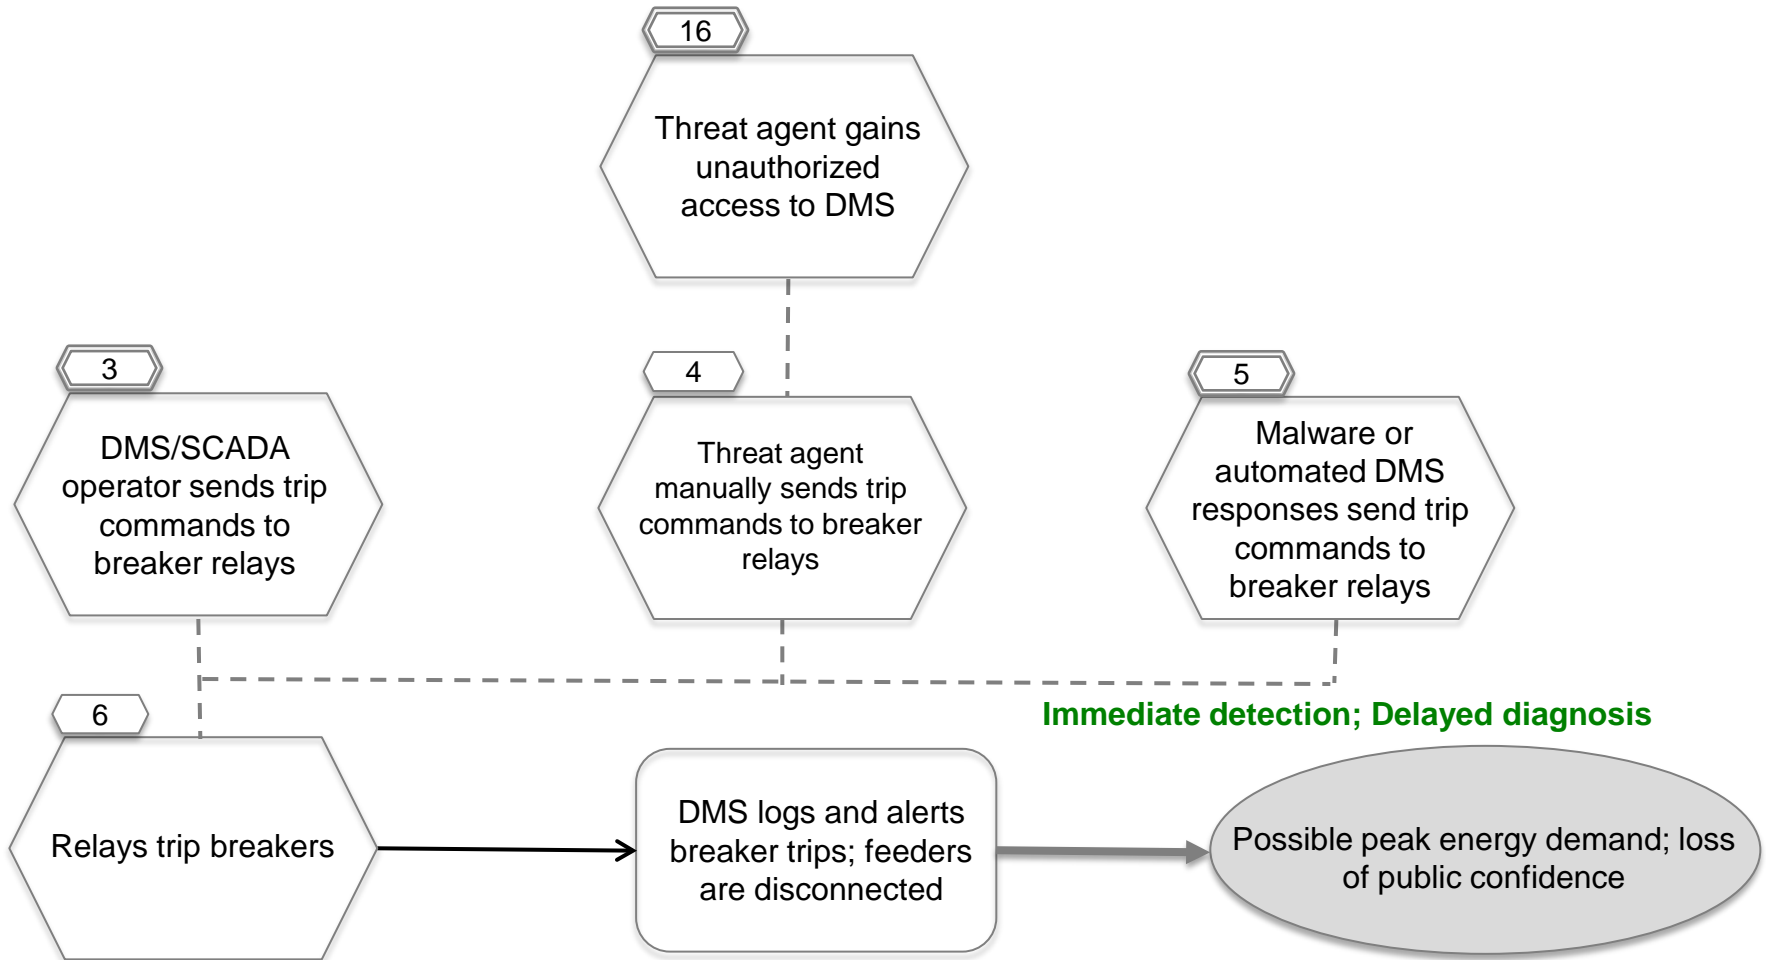 16
Threat agent gains
unauthorized
access to DMS
3
DMS/SCADA
operator sends trip
commands to
breaker relays
4
Threat agent
manually sends trip
commands to breaker
relays
5
Malware or
automated DMS
responses send trip
commands to
breaker relays
Immediate detection; Delayed diagnosis
6
Relays trip breakers
DMS logs and alerts
breaker trips; feeders
are disconnected
Possible peak energy demand; loss
of public confidence